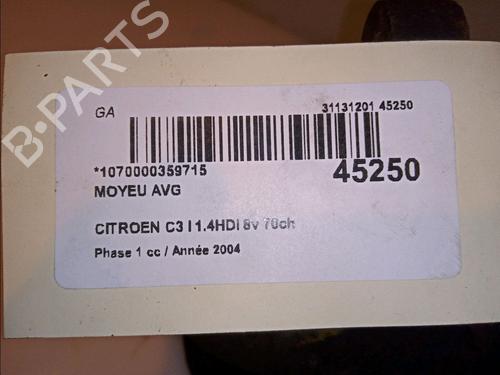 GA
31131201 45250
*1070000359715
45250
MOYEU AVG
CITROEN C3 I 1.4HDI 8v 70ch
Phase 1 cc / Année 2004
B-PARTS